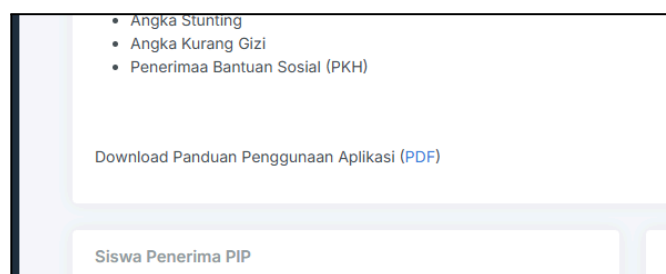 Angka Stunting
Angka Kurang Gizi
Penerimaa Bantuan Sosial (PKH)
Download Panduan Penggunaan Aplikasi (PDF)
Siswa Penerima PIP